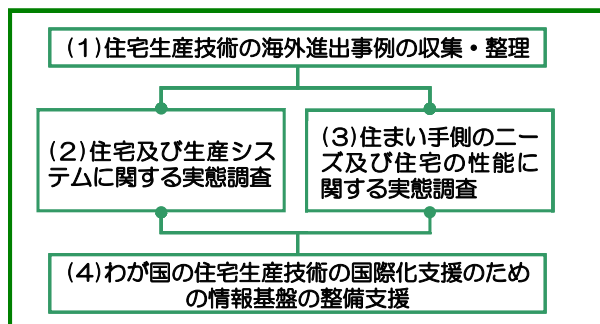 (1)住宅生産技術の海外進出事例の収集・整理
(2)住宅及び生産シス
テムに関する実態調査
(3)住まい手側のニー
ズ及び住宅の性能に
関する実態調査
(4)わが国の住宅生産技術の国際化支援のため
の情報基盤の整備支援